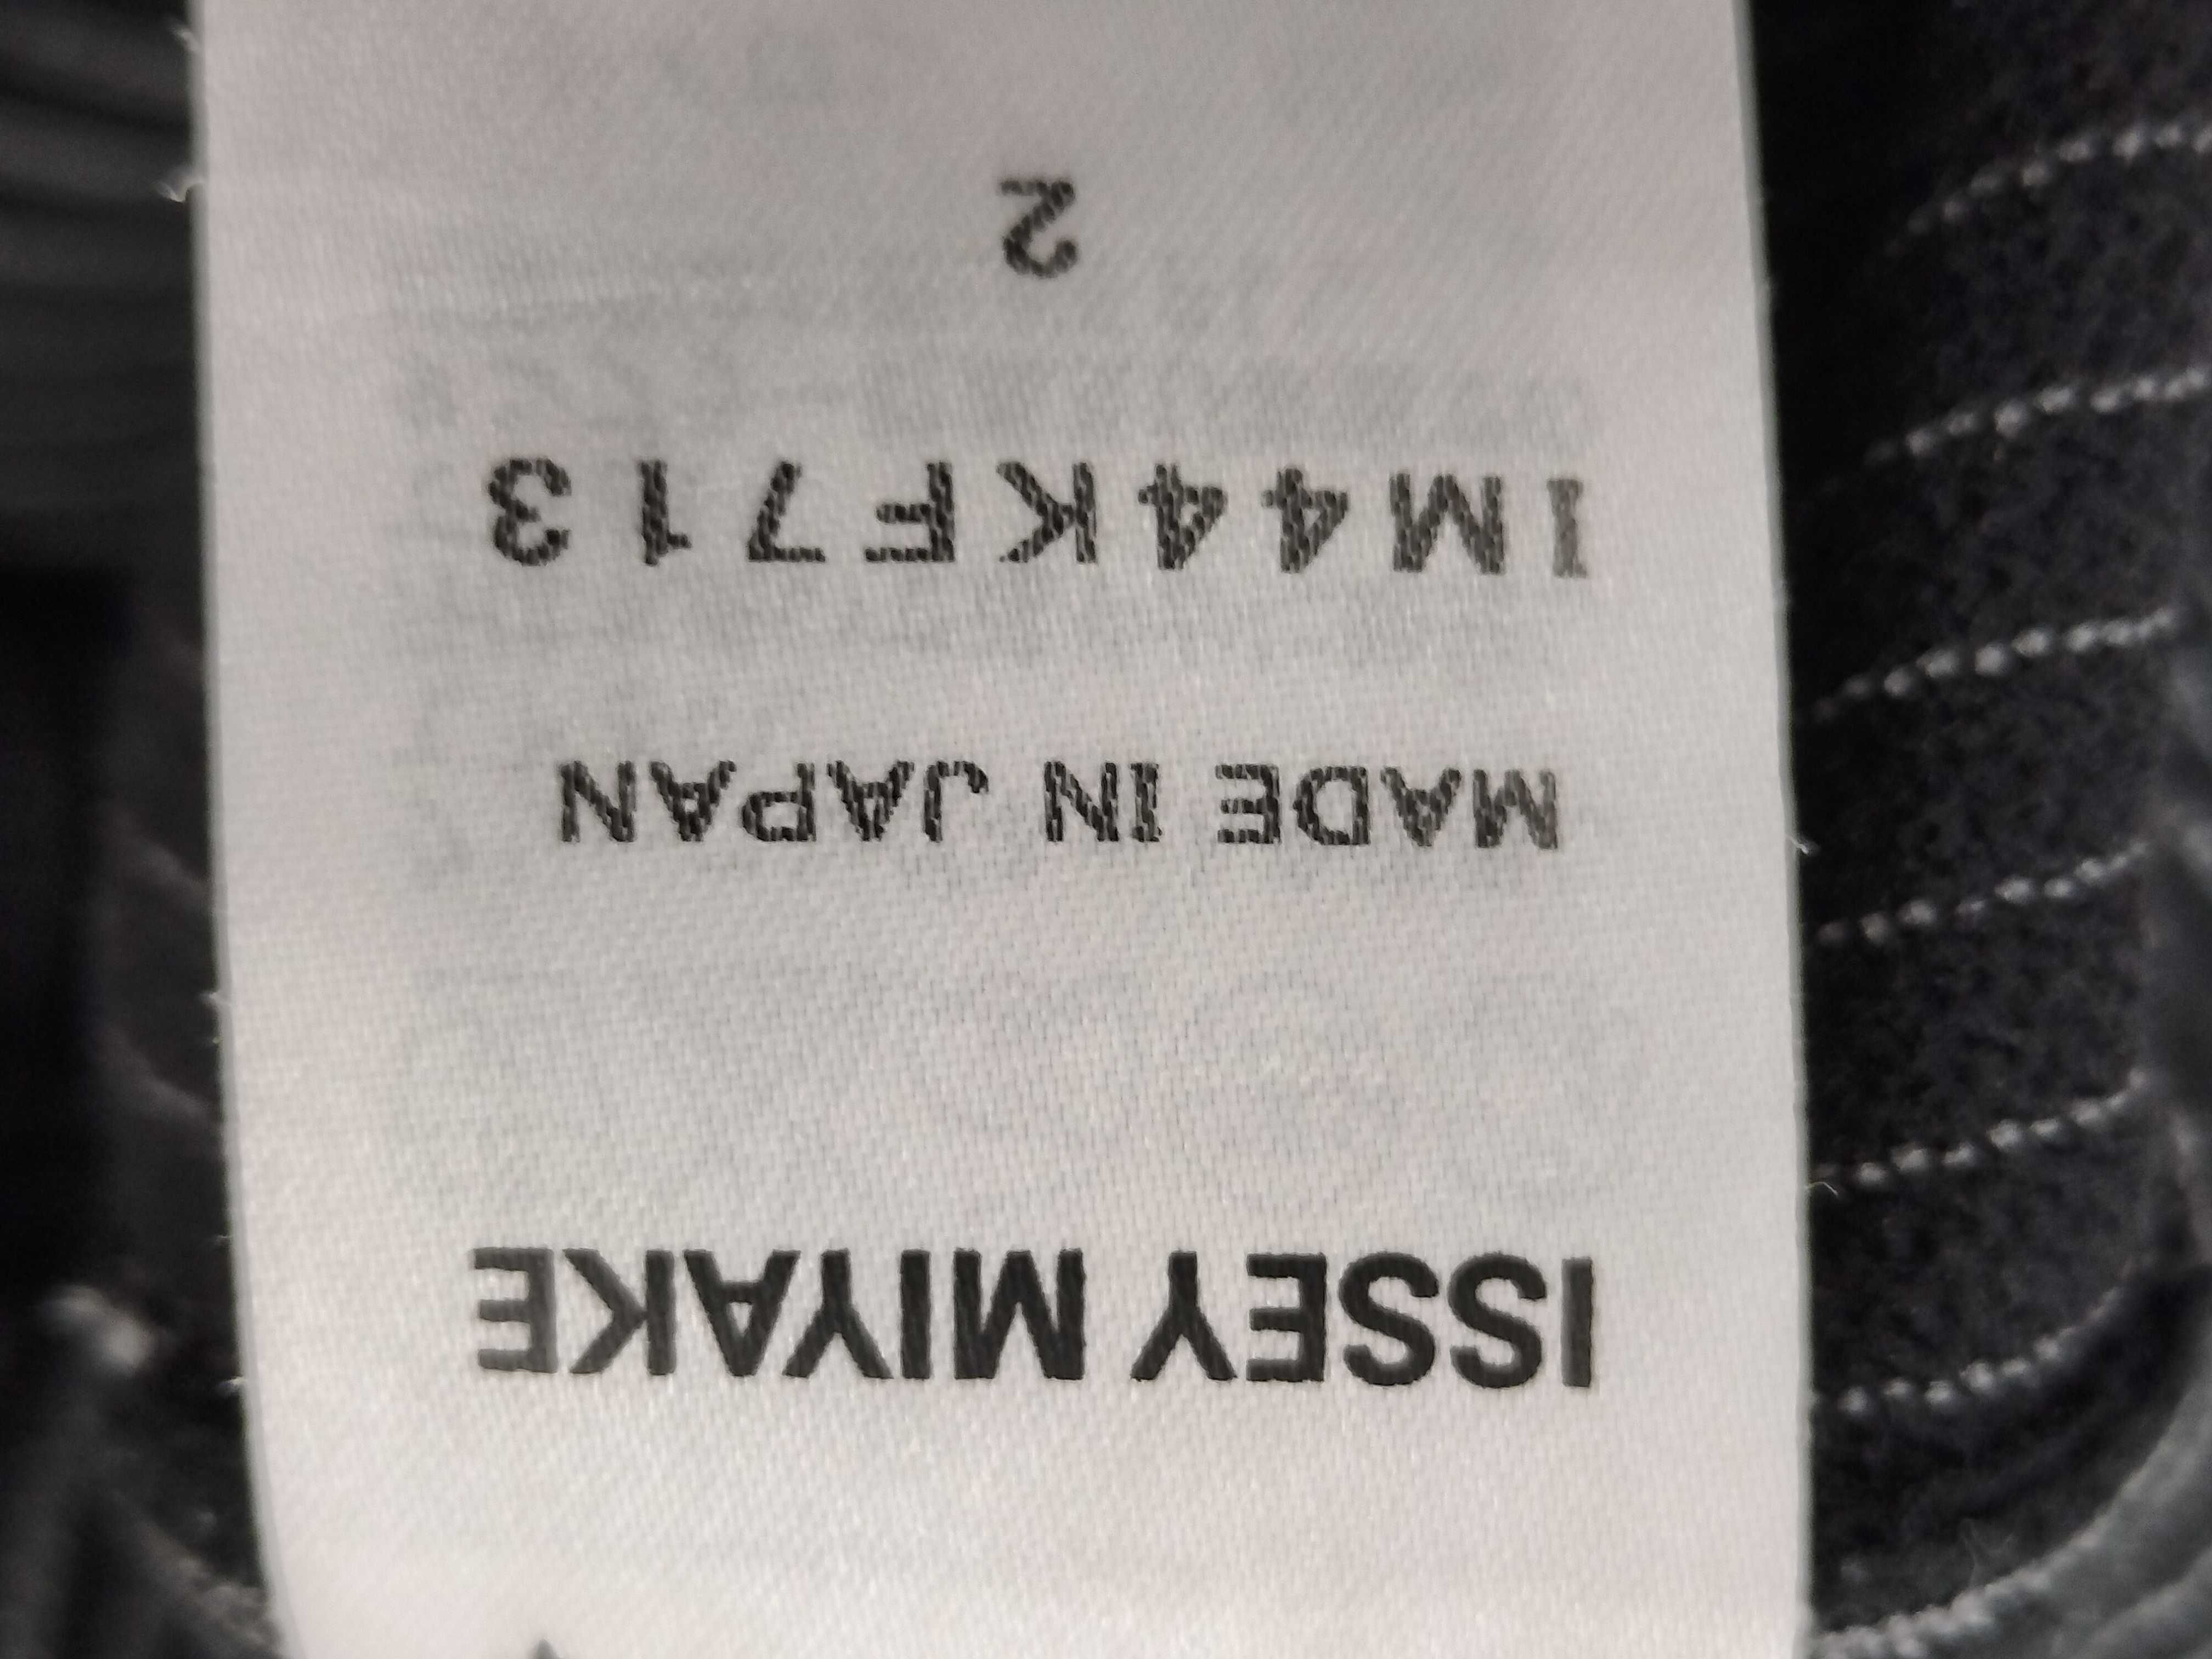 ISSEY MIYAKE
MADE IN JAPAN
IM44KF713
2